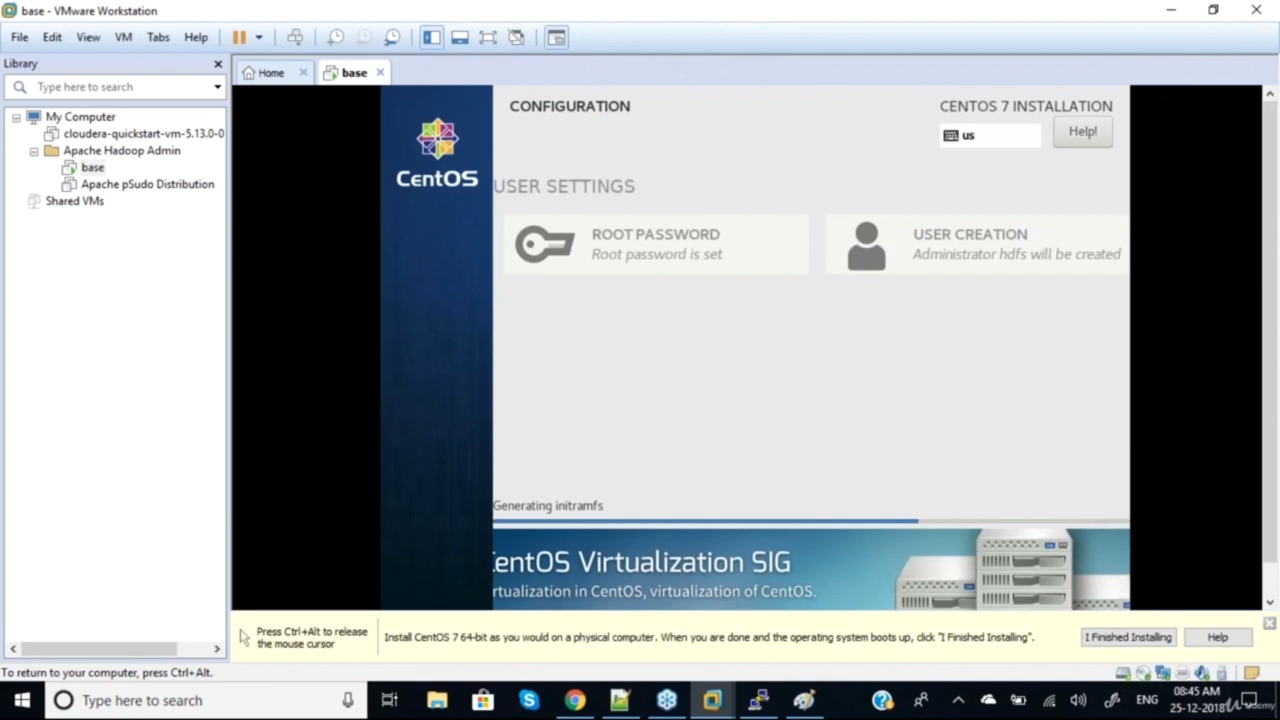 base - VMware Workstation
File Edit View VM Tabs Help
Library
Type here to search
My Computer
cloudera-quickstart-vm-5.13.0-0
Apache Hadoop Admin
base
Apache pSudo Distribution
Shared VMs
Home
base
CentOS
CONFIGURATION
CENTOS 7 INSTALLATION
us
Help!
USER SETTINGS
ROOT PASSWORD
Root password is set
USER CREATION
Administrator hdfs will be created
Generating initramfs
CentOS Virtualization SIG
rtualization in CentOS, virtualization of CentOS.
Press Ctrl+Alt to release
the mouse cursor
Install CentOS 7 64-bit as you would on a physical computer. When you are done and the operating system boots up, click "I Finished Installing".
I Finished Installing
Help
To return to your computer, press Ctrl+Alt.
Type here to search
ENG
08:45 AM
25-12-2018
Udemy